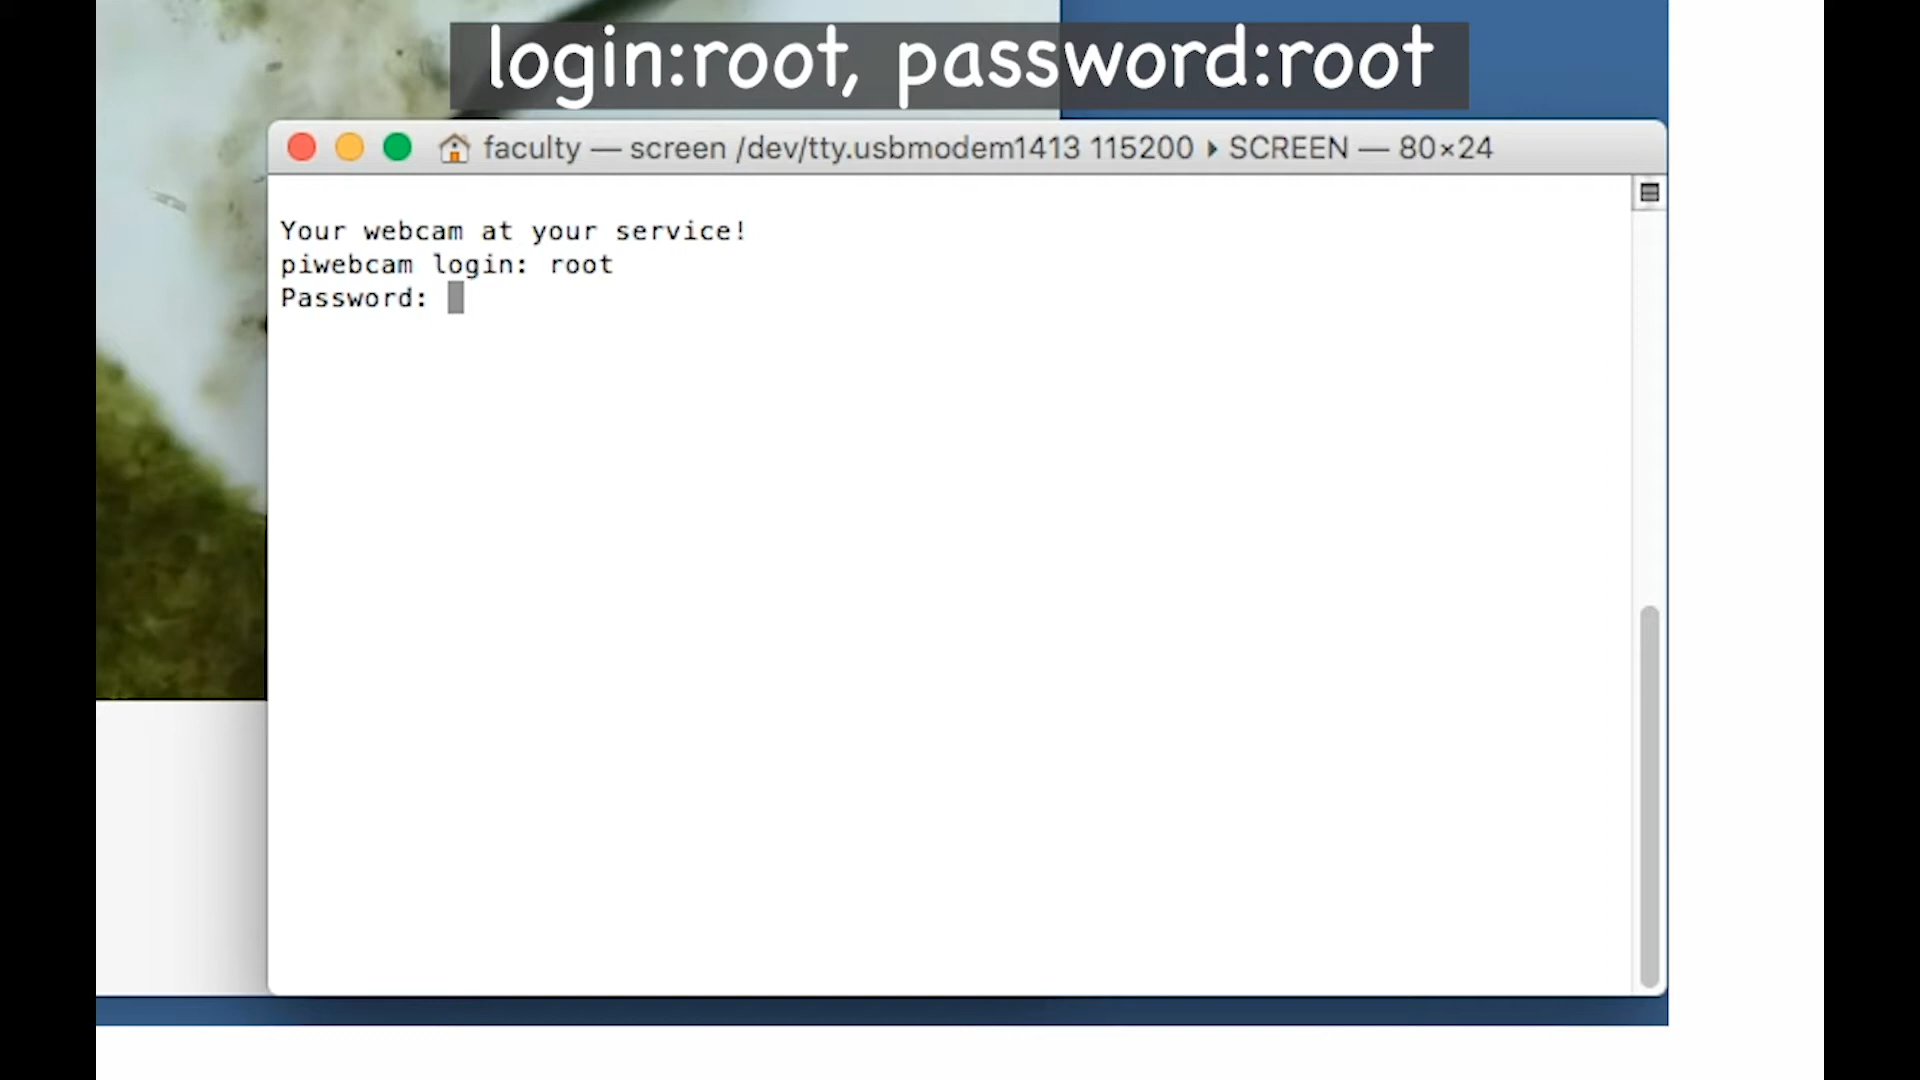 login:root, password:root
faculty — screen /dev/tty.usbmodem1413 115200 ▸ SCREEN — 80×24
Your webcam at your service!
piwebcam login: root
Password: